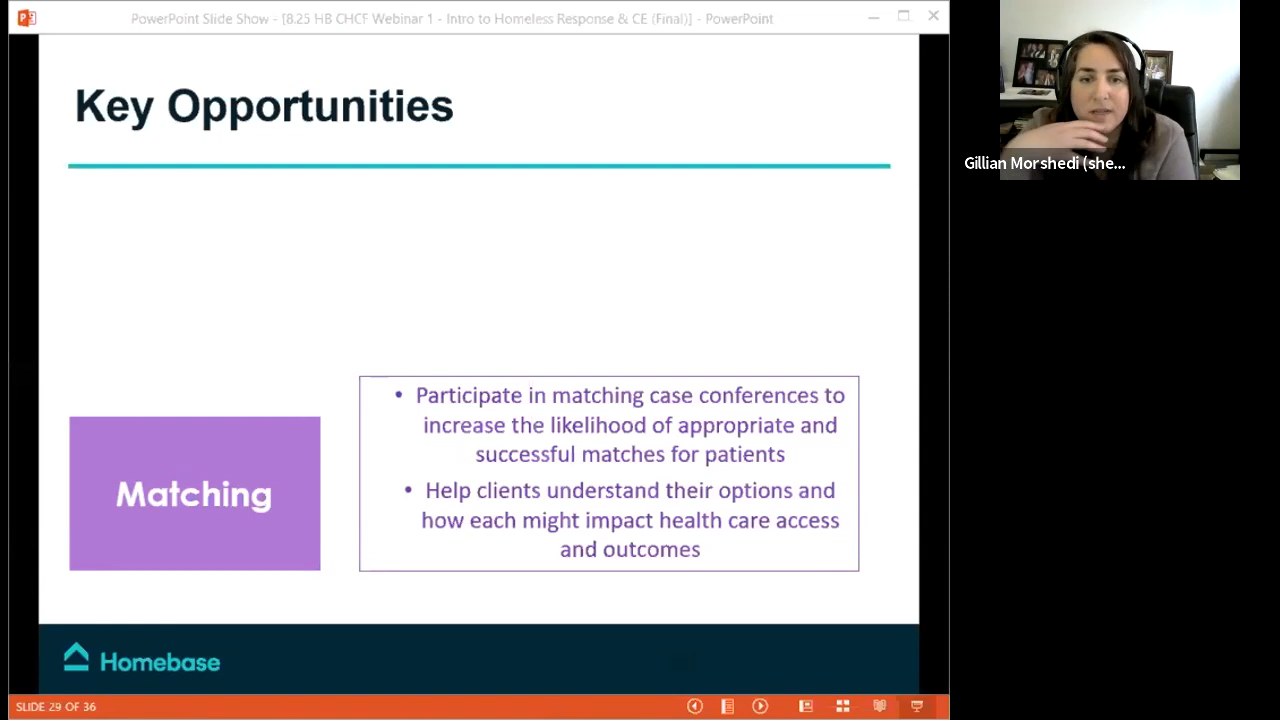 PowerPoint Slide Show - [8.25 HB CHCF Webinar 1 - Intro to Homeless Response & CE (Final)] - PowerPoint
Key Opportunities
Gillian Morshedi (she...
Matching
• Participate in matching case conferences to
increase the likelihood of appropriate and
successful matches for patients
• Help clients understand their options and
how each might impact health care access
and outcomes
Homebase
SLIDE 29 OF 36